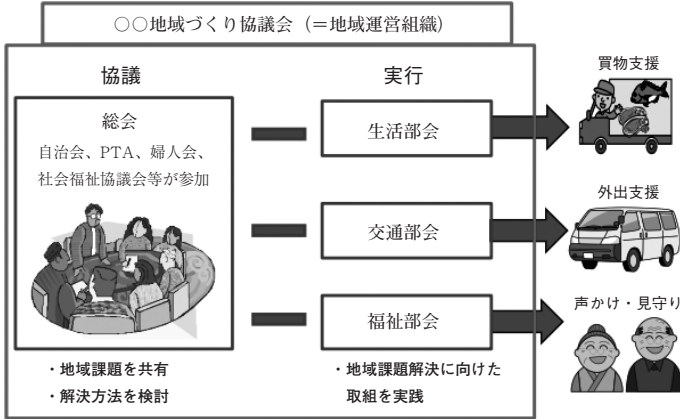 ○○地域づくり協議会（＝地域運営組織）
協議
総会
自治会、PTA、婦人会、
社会福祉協議会等が参加
・地域課題を共有
・解決方法を検討
実行
生活部会
交通部会
福祉部会
・地域課題解決に向けた
取組を実践
買物支援
外出支援
声かけ・見守り